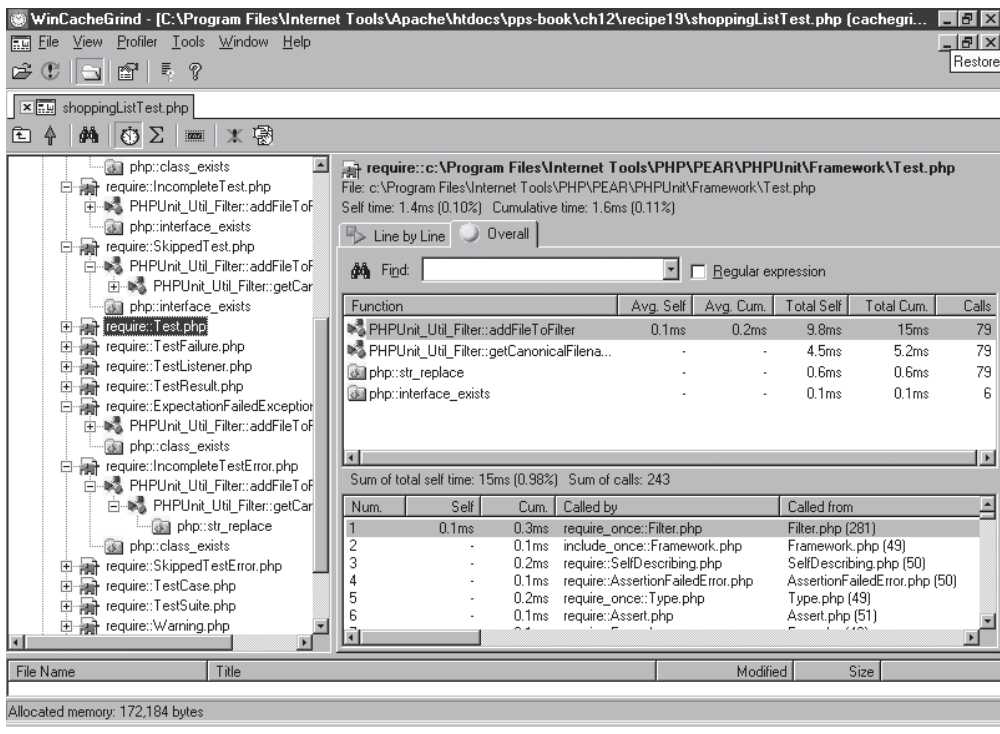 WinCacheGrind - [C:\Program Files\Internet Tools\Apache\htdocs\pps-book\ch12\recipe19\shoppingListTest.php (cachegri...
File View Profiler Tools Window Help
Restore
shoppingListTest.php
php::class_exists
require::IncompleteTest.php
PHPUnit_Util_Filter::addFileToF
php::interface_exists
require::SkippedTest.php
PHPUnit_Util_Filter::addFileToF
PHPUnit_Util_Filter::getCar
php::interface_exists
require::Test.php
require::TestFailure.php
require::TestListener.php
require::TestResult.php
require::ExpectationFailedException
PHPUnit_Util_Filter::addFileToF
php::class_exists
require::IncompleteTestError.php
PHPUnit_Util_Filter::addFileToF
PHPUnit_Util_Filter::getCar
php::str_replace
php::class_exists
require::SkippedTestError.php
require::TestCase.php
require::TestSuite.php
require::Warning.php
require::c:\Program Files\Internet Tools\PHP\PEAR\PHPUnit\Framework\Test.php
File: c:\Program Files\Internet Tools\PHP\PEAR\PHPUnit\Framework\Test.php
Self time: 1.4ms (0.10%) Cumulative time: 1.6ms (0.11%)
Line by Line Overall
Find: Regular expression
Function Avg. Self Avg. Cum. Total Self Total Cum. Calls
PHPUnit_Util_Filter::addFileToFilter 0.1ms 0.2ms 9.8ms 15ms 79
PHPUnit_Util_Filter::getCanonicalFilena... - - 4.5ms 5.2ms 79
php::str_replace - - 0.6ms 0.6ms 79
php::interface_exists - - 0.1ms 0.1ms 6
Sum of total self time: 15ms (0.98%) Sum of calls: 243
Num. Self Cum. Called by Called from
1 0.1ms 0.3ms require_once::Filter.php Filter.php (281)
2 - 0.1ms include_once::Framework.php Framework.php (49)
3 - 0.2ms require::SelfDescribing.php SelfDescribing.php (50)
4 - 0.1ms require::AssertionFailedError.php AssertionFailedError.php (50)
5 - 0.2ms require_once::Type.php Type.php (49)
6 - 0.1ms require::Assert.php Assert.php (51)
File Name Title Modified Size
Allocated memory: 172,184 bytes